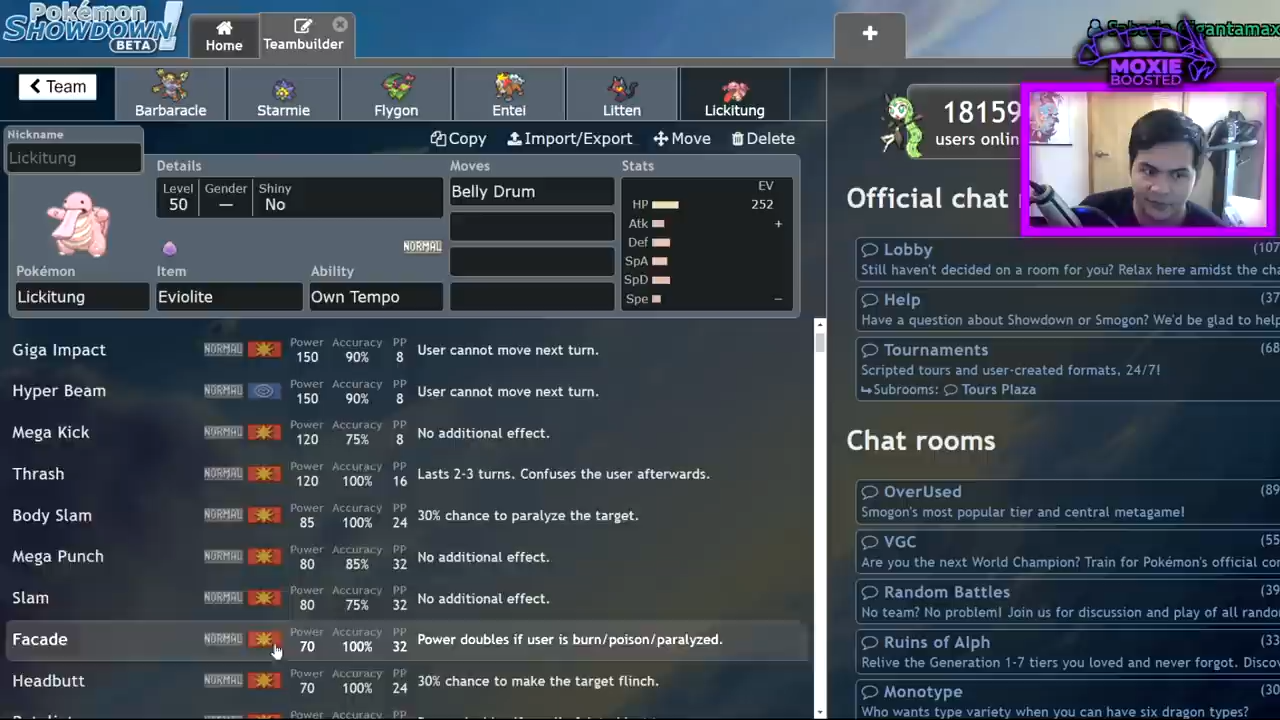 Pokémon
SHOWDOWN!
BETA
Home
Teambuilder
+
Sabado Gigantamax
MOXIE
BOOSTED
Team
Barbaracle
Starmie
Flygon
Entei
Litten
Lickitung
Copy
Import/Export
Move
Delete
Nickname
Lickitung
Details
Level
50
Gender
—
Shiny
No
NORMAL
Pokémon
Lickitung
Item
Eviolite
Ability
Own Tempo
Moves
Belly Drum
Stats
EV
HP 252
Atk +
Def
SpA
SpD
Spe −
Giga Impact NORMAL Power 150 Accuracy 90% PP 8 User cannot move next turn.
Hyper Beam NORMAL Power 150 Accuracy 90% PP 8 User cannot move next turn.
Mega Kick NORMAL Power 120 Accuracy 75% PP 8 No additional effect.
Thrash NORMAL Power 120 Accuracy 100% PP 16 Lasts 2-3 turns. Confuses the user afterwards.
Body Slam NORMAL Power 85 Accuracy 100% PP 24 30% chance to paralyze the target.
Mega Punch NORMAL Power 80 Accuracy 85% PP 32 No additional effect.
Slam NORMAL Power 80 Accuracy 75% PP 32 No additional effect.
Facade NORMAL Power 70 Accuracy 100% PP 32 Power doubles if user is burn/poison/paralyzed.
Headbutt NORMAL Power 70 Accuracy 100% PP 24 30% chance to make the target flinch.
18159
users onlin
Official chat
Lobby (107
Still haven't decided on a room for you? Relax here amidst the cha
Help (37
Have a question about Showdown or Smogon? We'd be glad to help
Tournaments (68
Scripted tours and user-created formats, 24/7!
Subrooms: Tours Plaza
Chat rooms
OverUsed (89
Smogon's most popular tier and central metagame!
VGC (55
Are you the next World Champion? Train for Pokémon's official con
Random Battles (39
No team? No problem! Join us for discussion and play of all rando
Ruins of Alph (33
Relive the Generation 1-7 tiers you loved and never forgot. Disco
Monotype (30
Who wants type variety when you can have six dragon types?